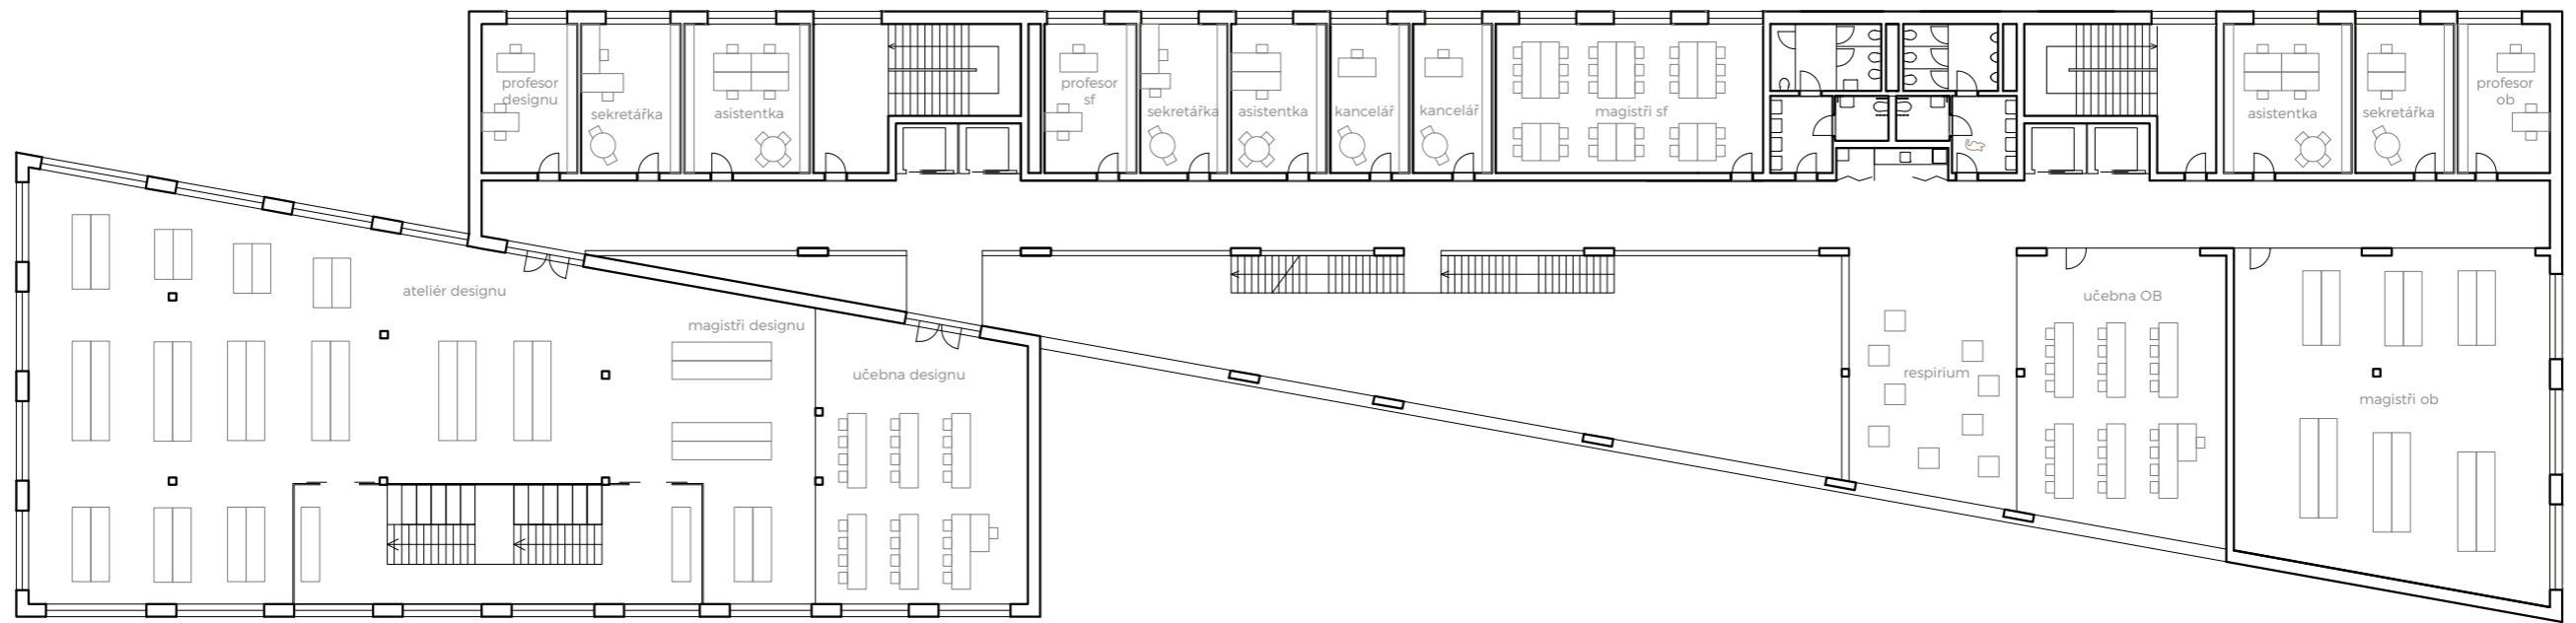 profesor
designu
sekretářka
asistentka
profesor
sf
sekretářka
asistentka
kancelář
kancelář
magistři sf
asistentka
sekretářka
profesor
ob
ateliér designu
magistři designu
učebna designu
učebna OB
respirium
magistři ob